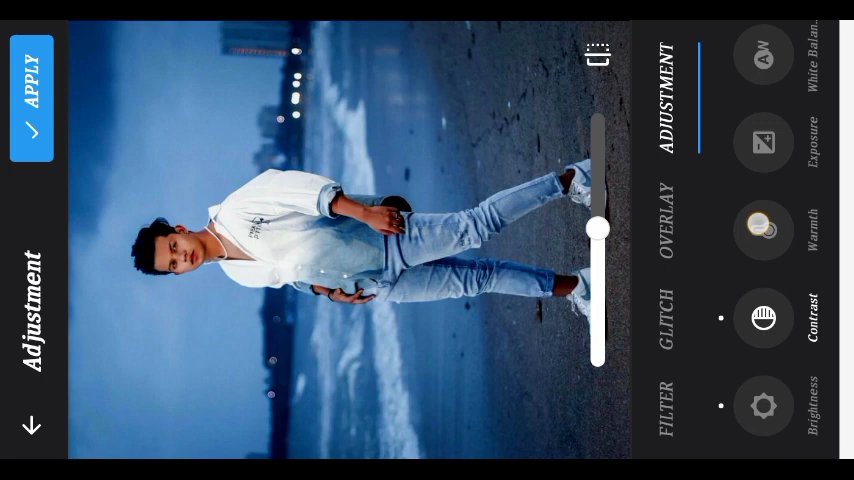 Adjustment
✓ APPLY
FILTER GLITCH OVERLAY ADJUSTMENT
Brightness Contrast Warmth Exposure White Balan..